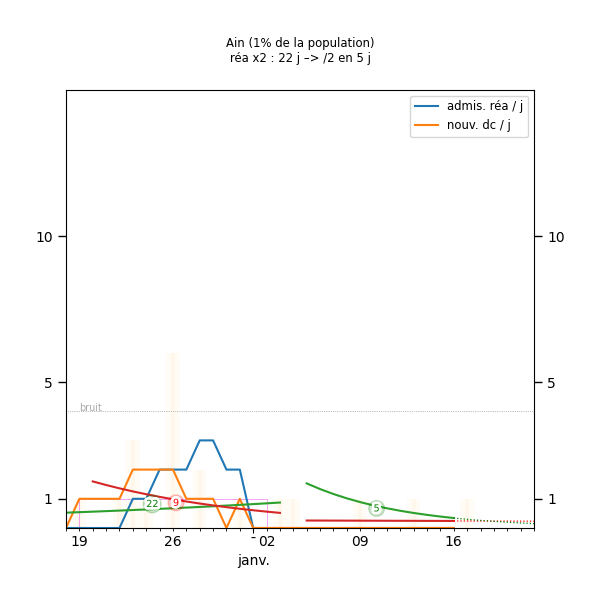 Ain (1% de la population)
réa x2 : 22 j –> /2 en 5 j
admis. réa / j
nouv. dc / j
10
10
5
5
bruit
1
1
22
9
5
19
26
- 02
09
16
janv.